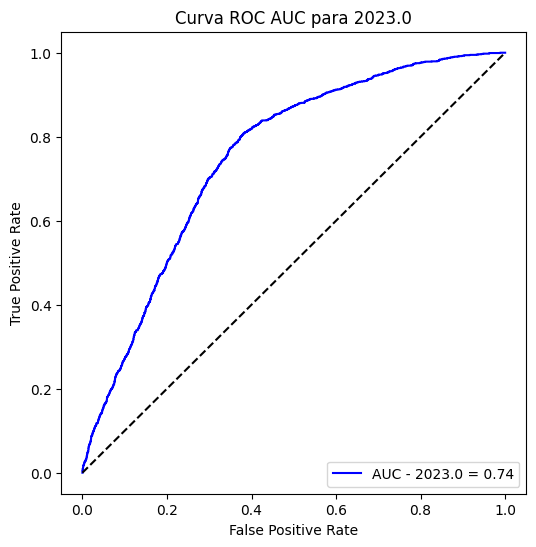 Curva ROC AUC para 2023.0
True Positive Rate
1.0
0.8
0.6
0.4
0.2
0.0
0.0 0.2 0.4 0.6 0.8 1.0
False Positive Rate
AUC - 2023.0 = 0.74